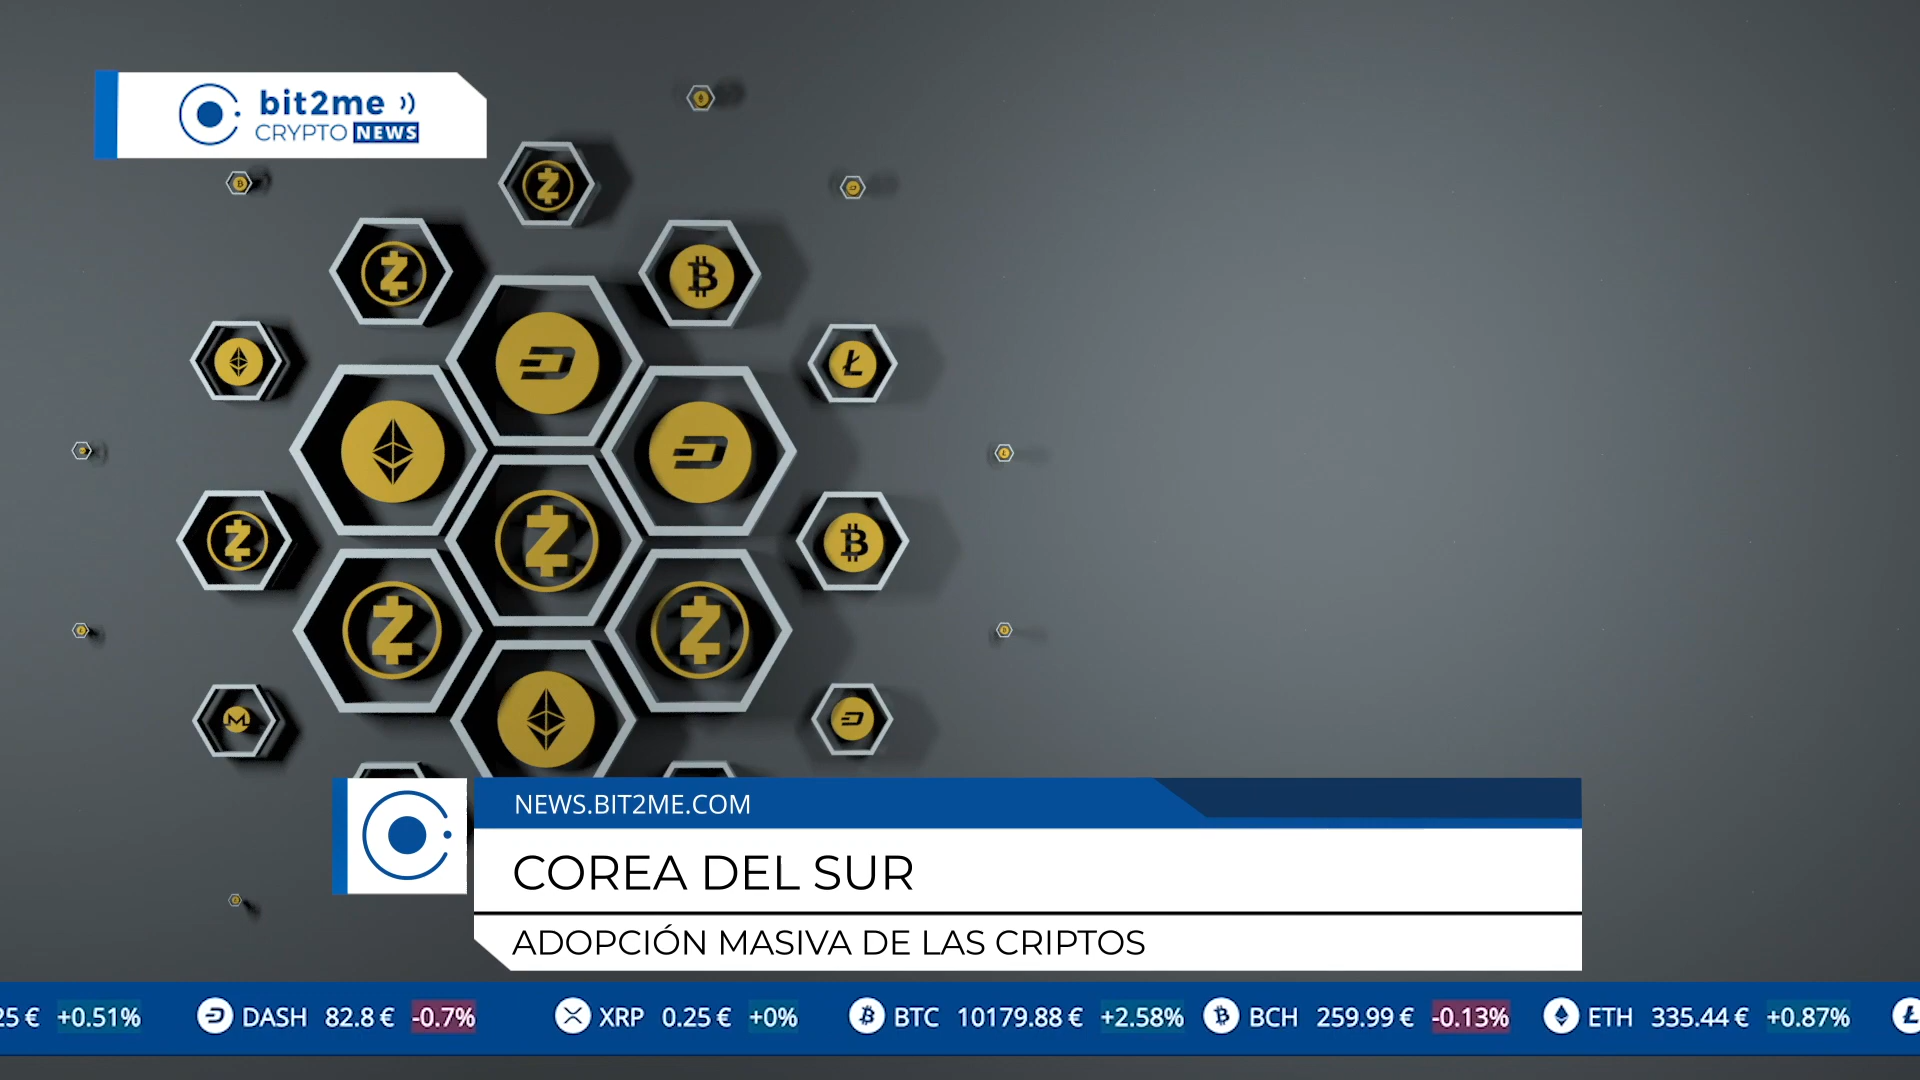 bit2me
CRYPTO NEWS
NEWS.BIT2ME.COM
COREA DEL SUR
ADOPCIÓN MASIVA DE LAS CRIPTOS
25 € +0.51% DASH 82.8 € -0.7% XRP 0.25 € +0% BTC 10179.88 € +2.58% BCH 259.99 € -0.13% ETH 335.44 € +0.87%